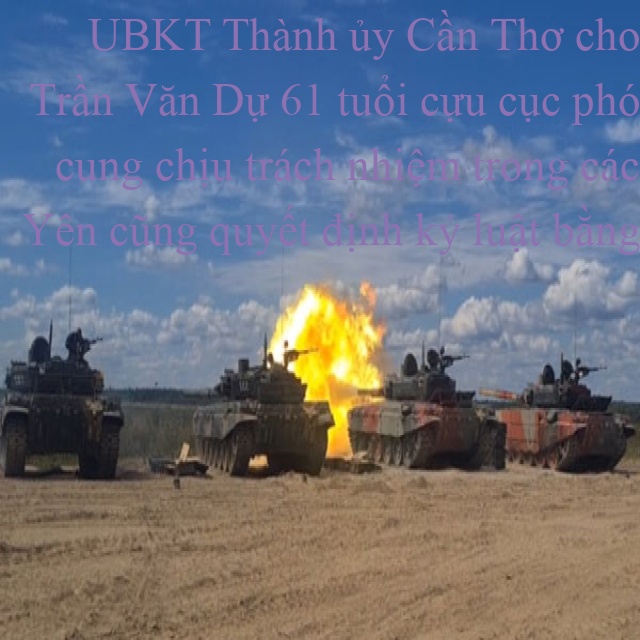 UBKT Thành ủy Cần Thơ cho
Trần Văn Dự 61 tuổi cựu cục phó
cung chịu trách nhiệm trong các
Yên cũng quyết định kỷ luật bằng